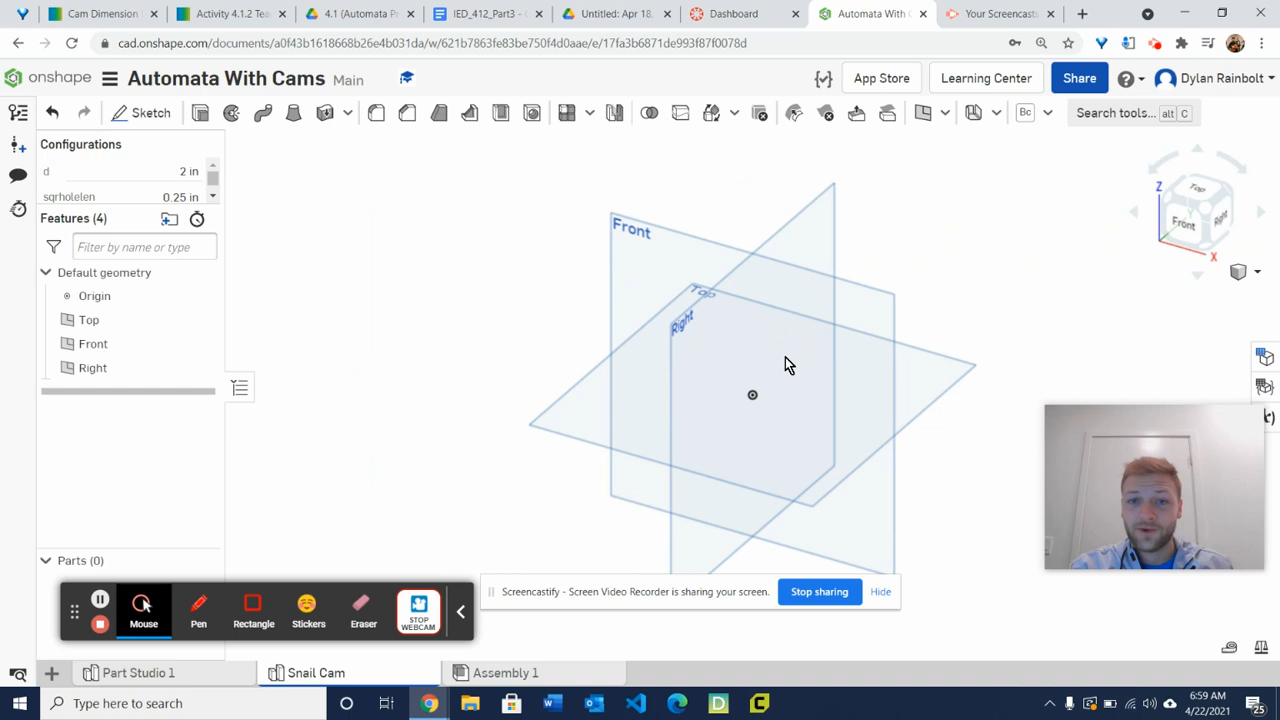 Cam Dimension
Activity 4.1.2 Tea
4.1 (Automata P
IED_412_Part3 - G
Untitled: Apr 18,
Dashboard
Automata With C
Your Screencast
cad.onshape.com/documents/a0f43b1618668b26e4b031da/w/621b7863fe83be750f4d0aae/e/17fa3b6871de993f87f0078d
onshape
Automata With Cams
Main
App Store
Learning Center
Share
Dylan Rainbolt
Sketch
Bc
Search tools...
alt
C
Configurations
d
2 in
sqrholelen
0.25 in
Features (4)
Filter by name or type
Default geometry
Origin
Top
Front
Right
Parts (0)
Front
Top
Right
Z
Top
Front
Right
X
Y
Mouse
Pen
Rectangle
Stickers
Eraser
STOP
WEBCAM
Screencastify - Screen Video Recorder is sharing your screen.
Stop sharing
Hide
Part Studio 1
Snail Cam
Assembly 1
Type here to search
6:59 AM
4/22/2021
25